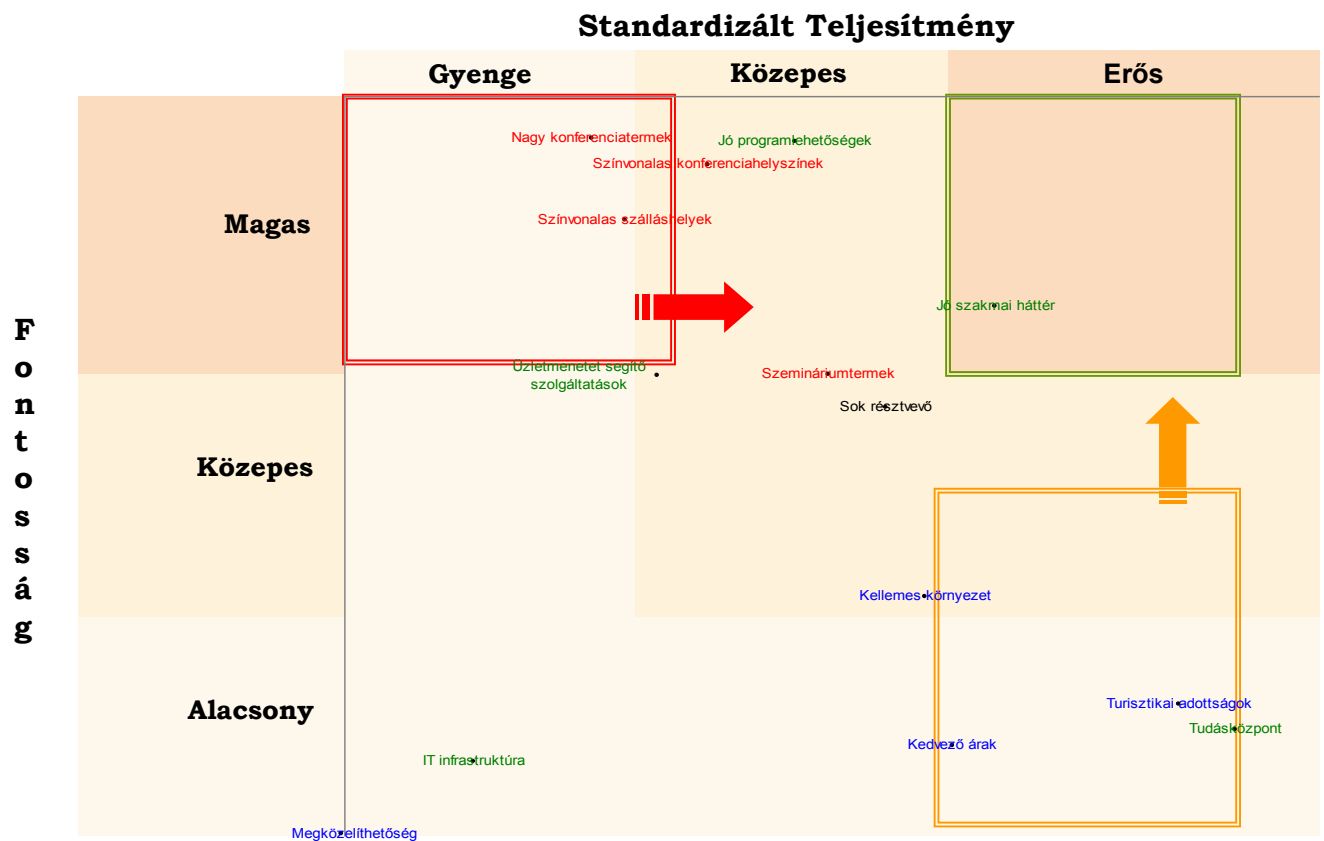 Standardizált Teljesítmény
Gyenge
Közepes
Erős
Nagy konferenciatermek
Jó programlehetőségek
Színvonalas konferenciahelyszínek
Magas
Színvonalas szálláshelyek
Jó szakmai háttér
Fontosság
Üzletmenetet segítő
szolgáltatások
Szemináriumtermek
Sok résztvevő
Közepes
Kellemes környezet
Alacsony
Turisztikai adottságok
Tudásközpont
Kedvező árak
IT infrastruktúra
Megközelíthetőség